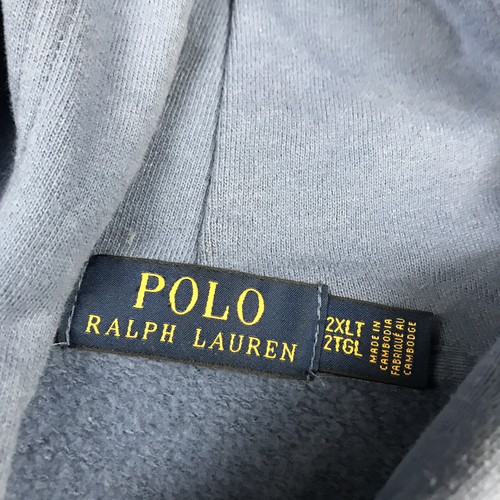 POLO
RALPH LAUREN
2XLT
2TGL
MADE IN
CAMBODIA
FABRIQUÉ AU
CAMBODGE